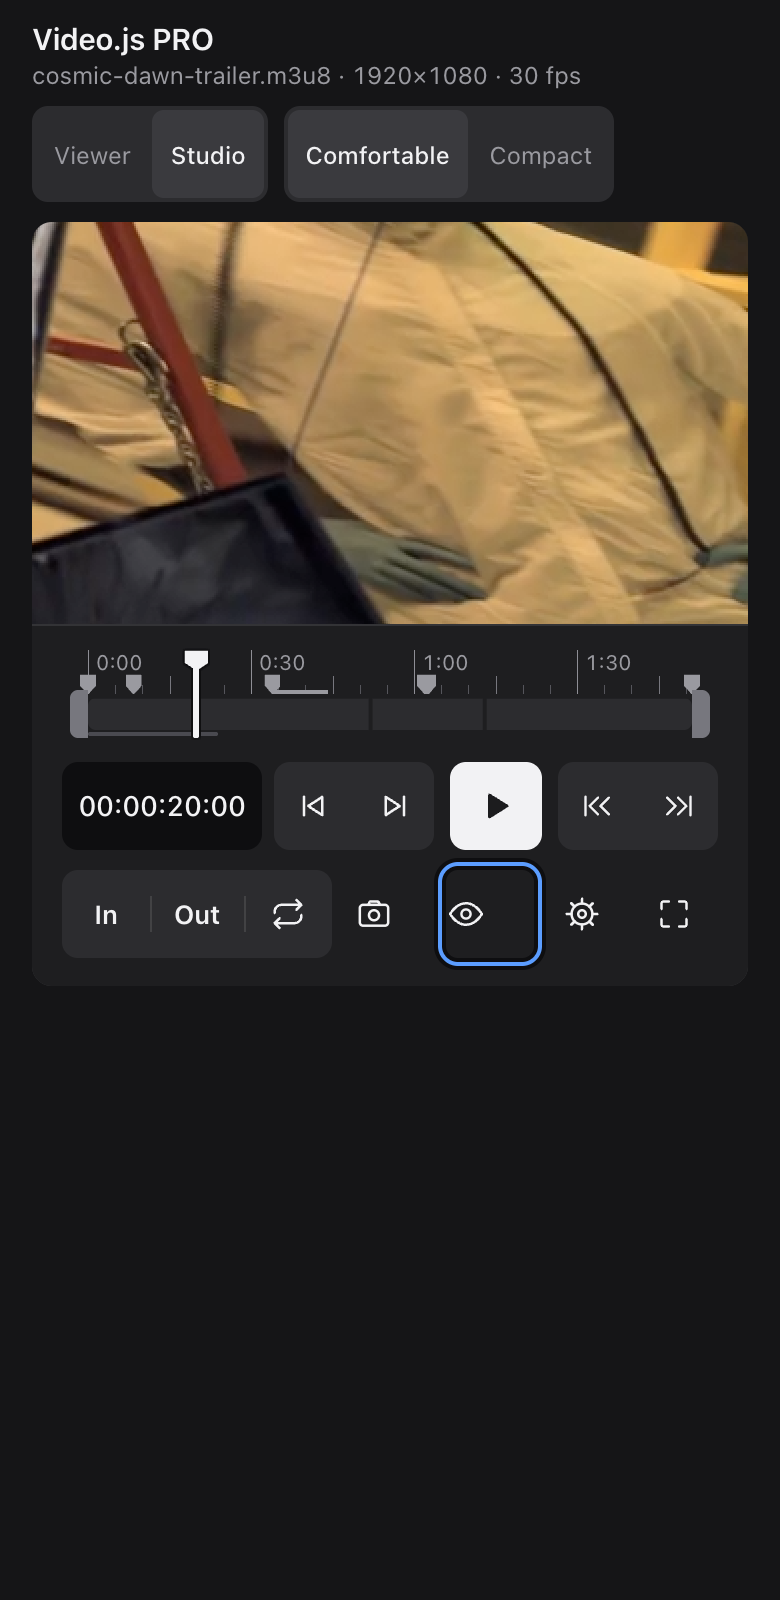 Video.js PRO
cosmic-dawn-trailer.m3u8 · 1920×1080 · 30 fps
Viewer Studio Comfortable Compact
0:00 0:30 1:00 1:30
00:00:20:00
In Out